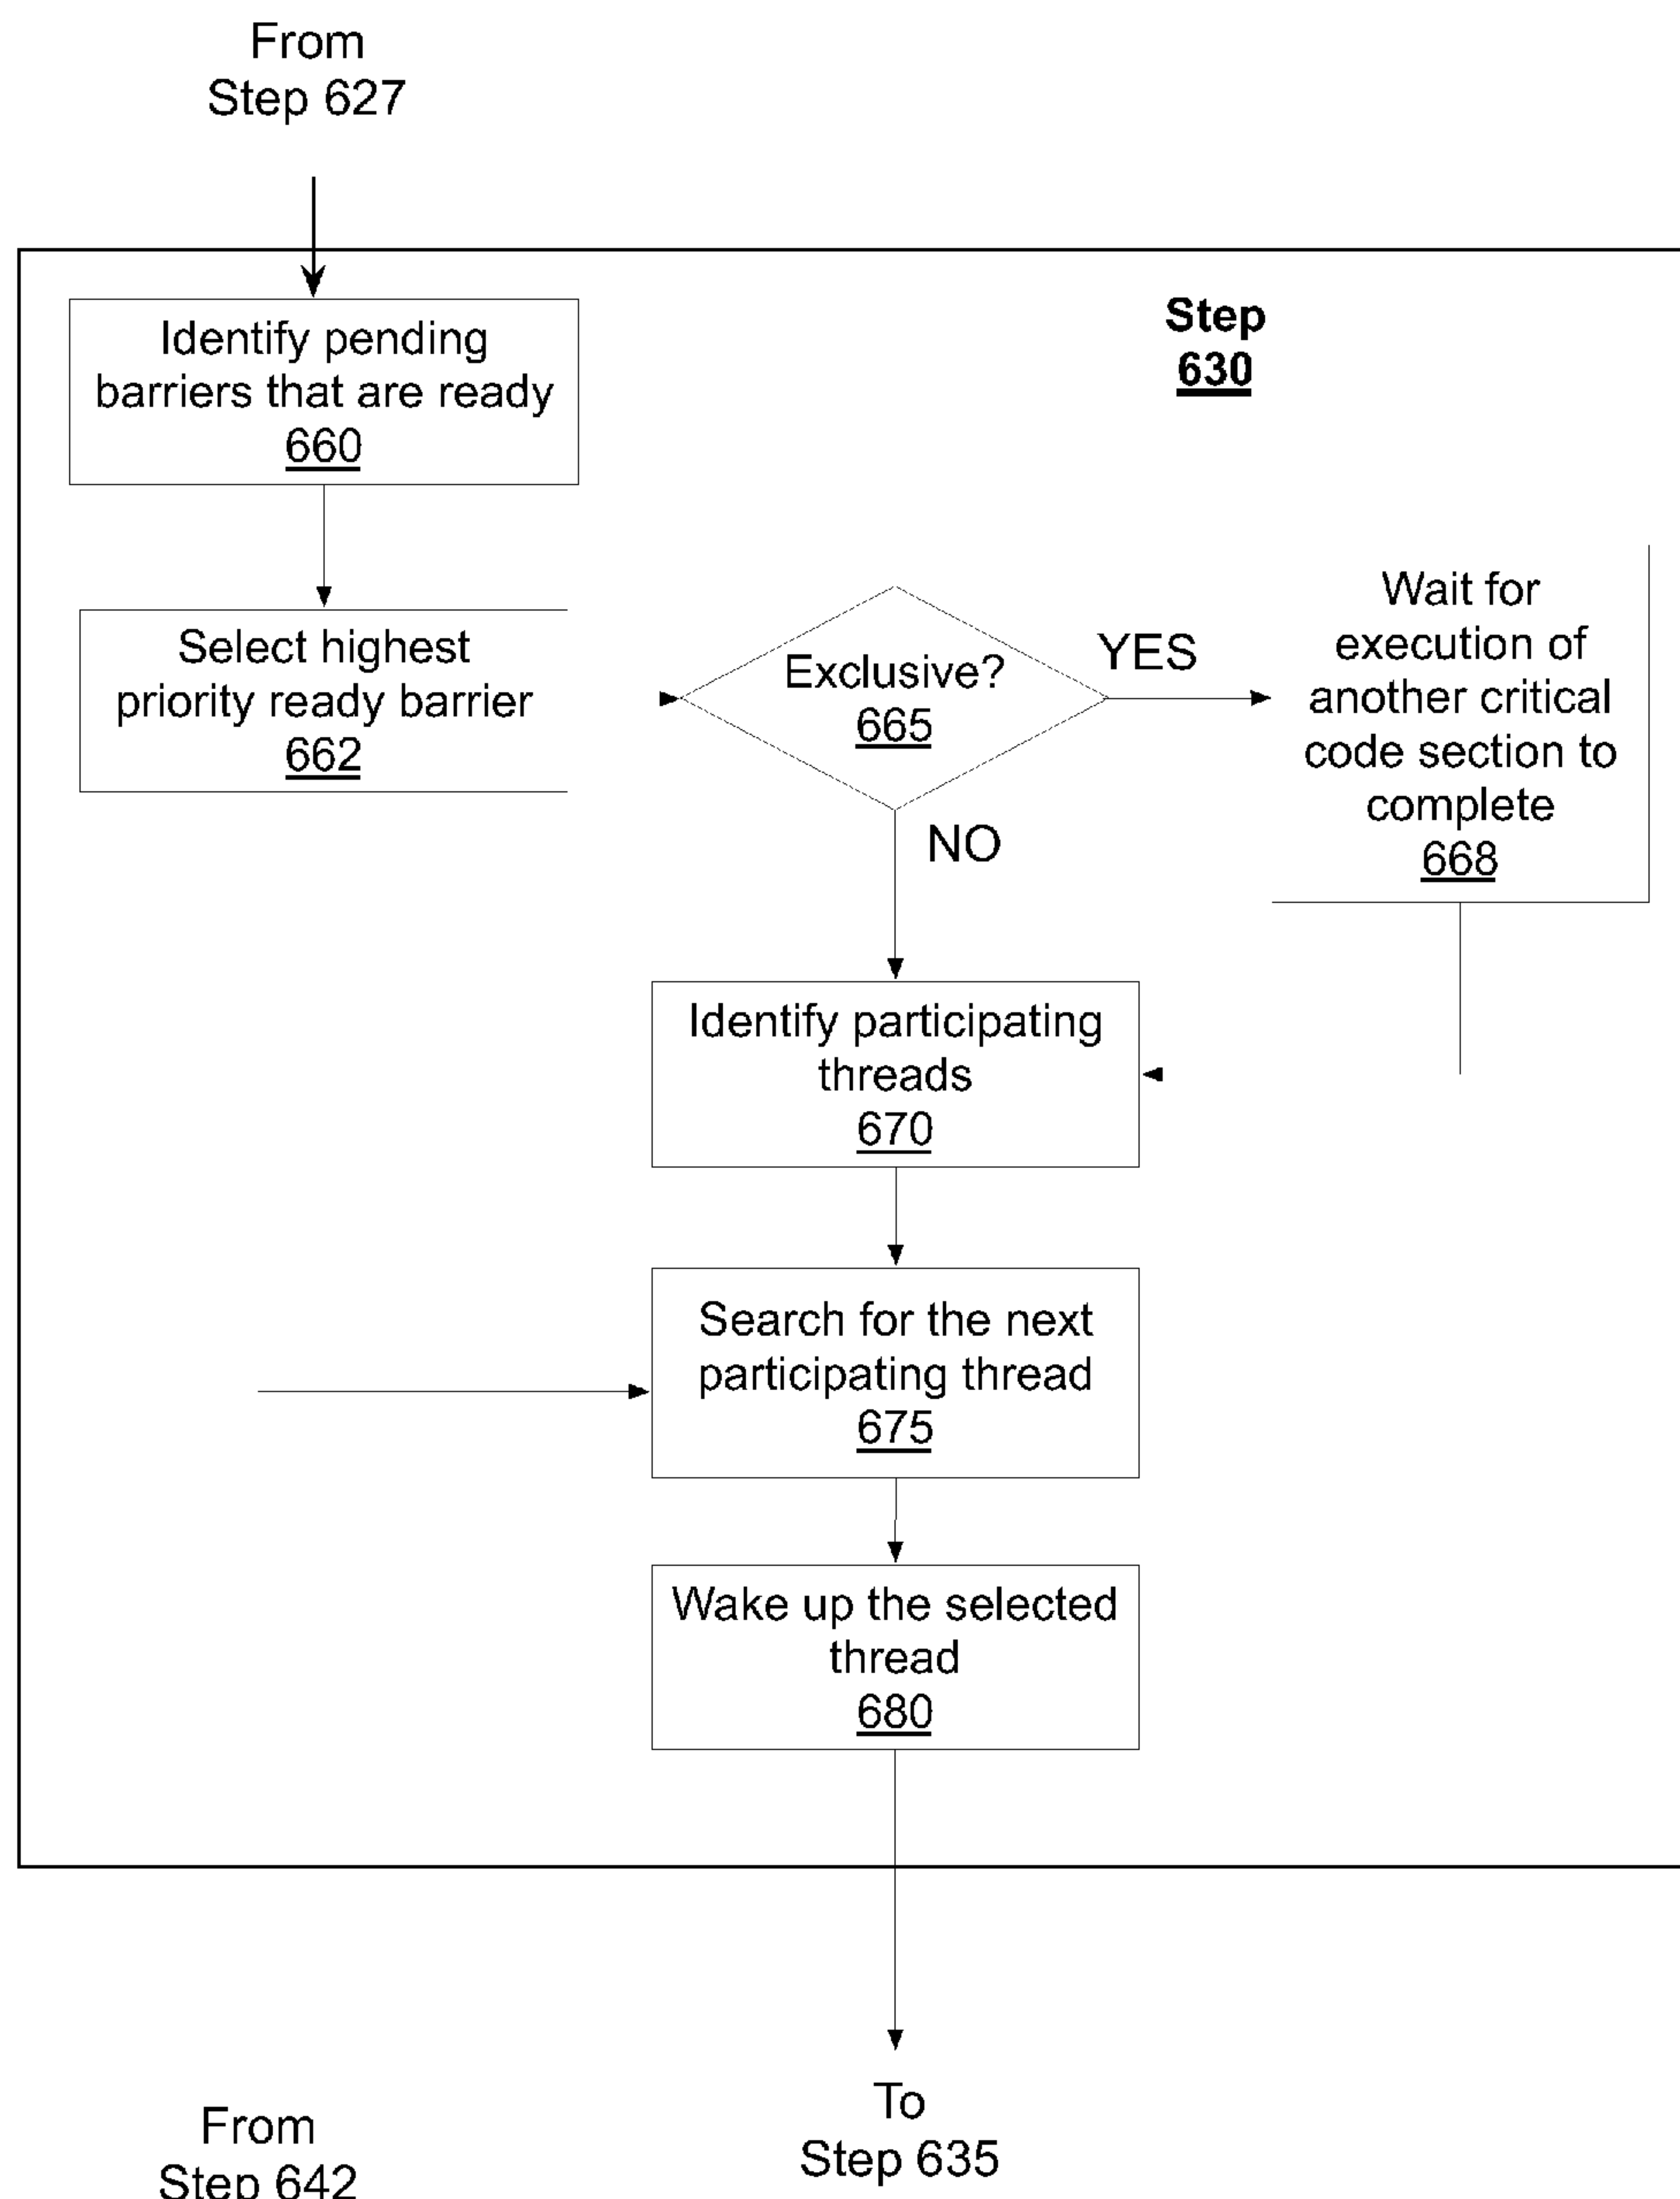 From
Step 627
Step
630
Identify pending
barriers that are ready
660
Select highest
priority ready barrier
662
Exclusive?
665
YES
NO
Wait for
execution of
another critical
code section to
complete
668
Identify participating
threads
670
Search for the next
participating thread
675
Wake up the selected
thread
680
To
Step 635
From
Step 642